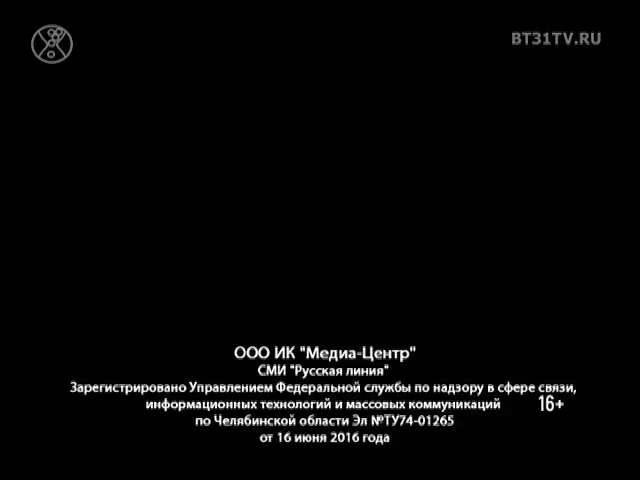 BT31TV.RU
ООО ИК "Медиа-Центр"
СМИ "Русская линия"
Зарегистрировано Управлением Федеральной службы по надзору в сфере связи,
информационных технологий и массовых коммуникаций
16+
по Челябинской области Эл №ТУ74-01265
от 16 июня 2016 года